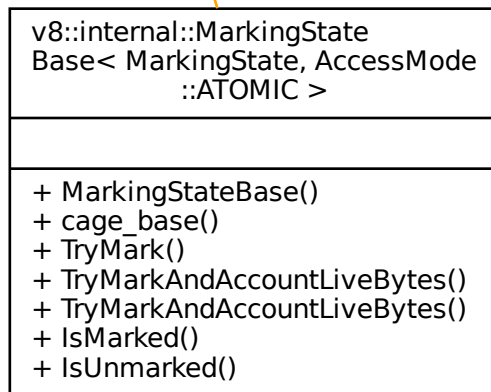 v8::internal::MarkingState
Base< MarkingState, AccessMode
::ATOMIC >
+ MarkingStateBase()
+ cage_base()
+ TryMark()
+ TryMarkAndAccountLiveBytes()
+ TryMarkAndAccountLiveBytes()
+ IsMarked()
+ IsUnmarked()